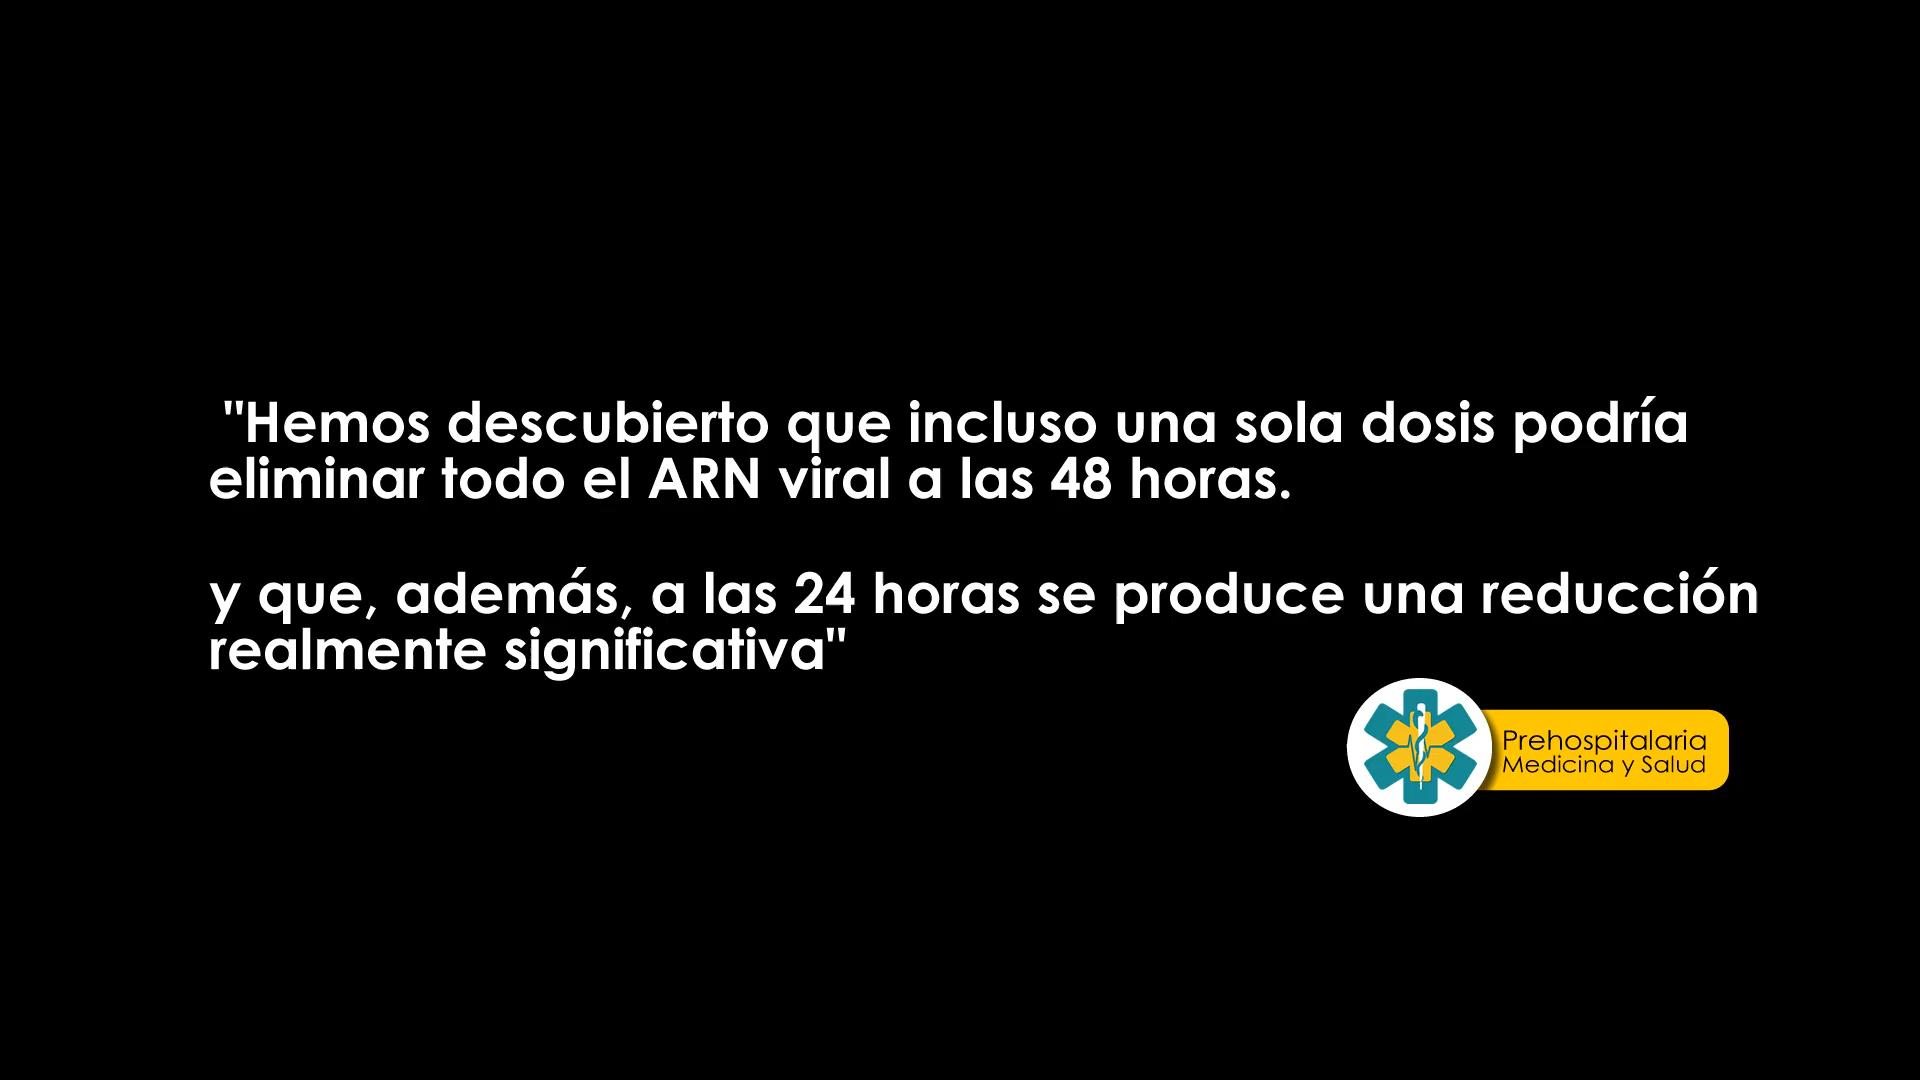 "Hemos descubierto que incluso una sola dosis podría
eliminar todo el ARN viral a las 48 horas.
y que, además, a las 24 horas se produce una reducción
realmente significativa"
Prehospitalaria
Medicina y Salud